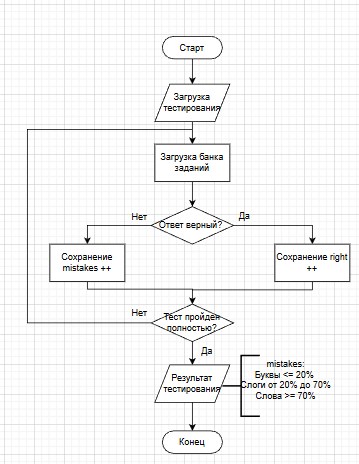 Старт
Загрузка
тестирования
Загрузка банка
заданий
Нет
Ответ верный?
Да
Сохранение
mistakes ++
Сохранение right
++
Нет
Тест пройден
полностью?
Да
Результат
тестирования
mistakes:
Буквы <= 20%
Слоги от 20% до 70%
Слова >= 70%
Конец